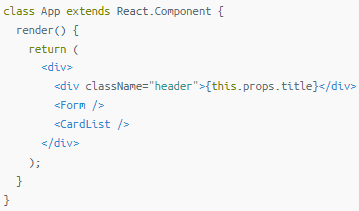 class App extends React.Component {
  render() {
    return (
      <div>
        <div className="header">{this.props.title}</div>
        <Form />
        <CardList />
      </div>
    );
  }
}